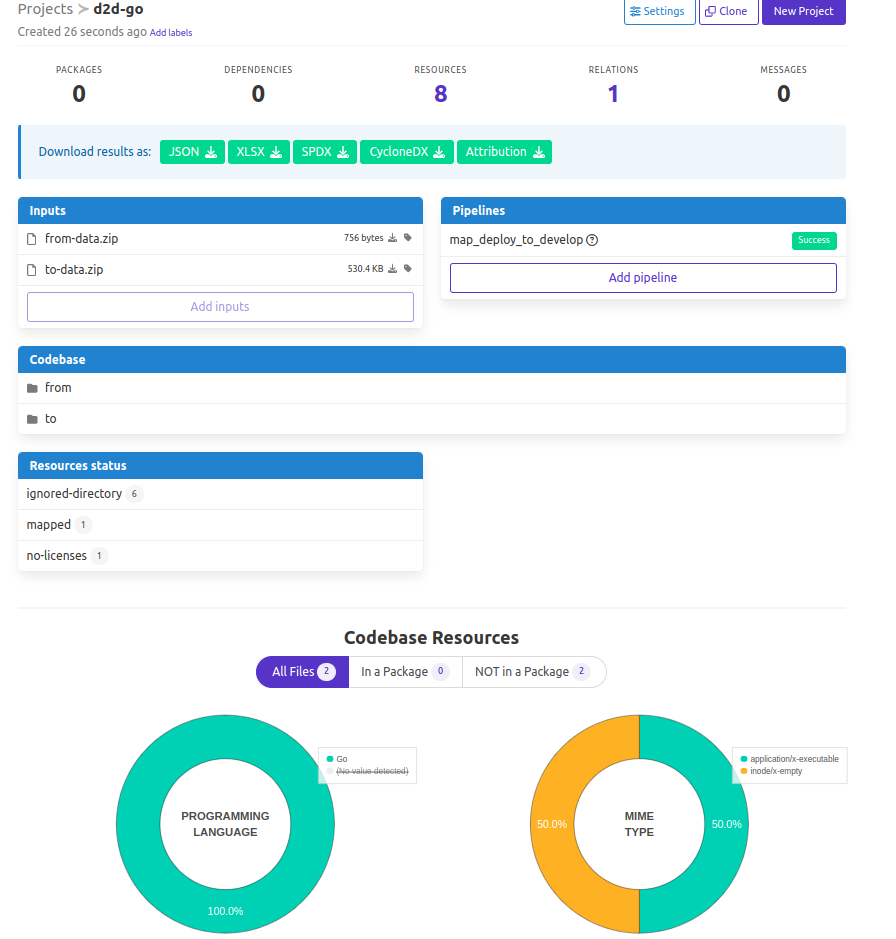 Projects > d2d-go
Settings
Clone
New Project
Created 26 seconds ago Add labels
PACKAGES
0
DEPENDENCIES
0
RESOURCES
8
RELATIONS
1
MESSAGES
0
Download results as: JSON XLSX SPDX CycloneDX Attribution
Inputs
from-data.zip 756 bytes
to-data.zip 530.4 KB
Add inputs
Pipelines
map_deploy_to_develop Success
Add pipeline
Codebase
from
to
Resources status
ignored-directory 6
mapped 1
no-licenses 1
Codebase Resources
All Files 2
In a Package 0
NOT in a Package 2
Go
(No value detected)
PROGRAMMING
LANGUAGE
100.0%
application/x-executable
inode/x-empty
MIME
TYPE
50.0%
50.0%